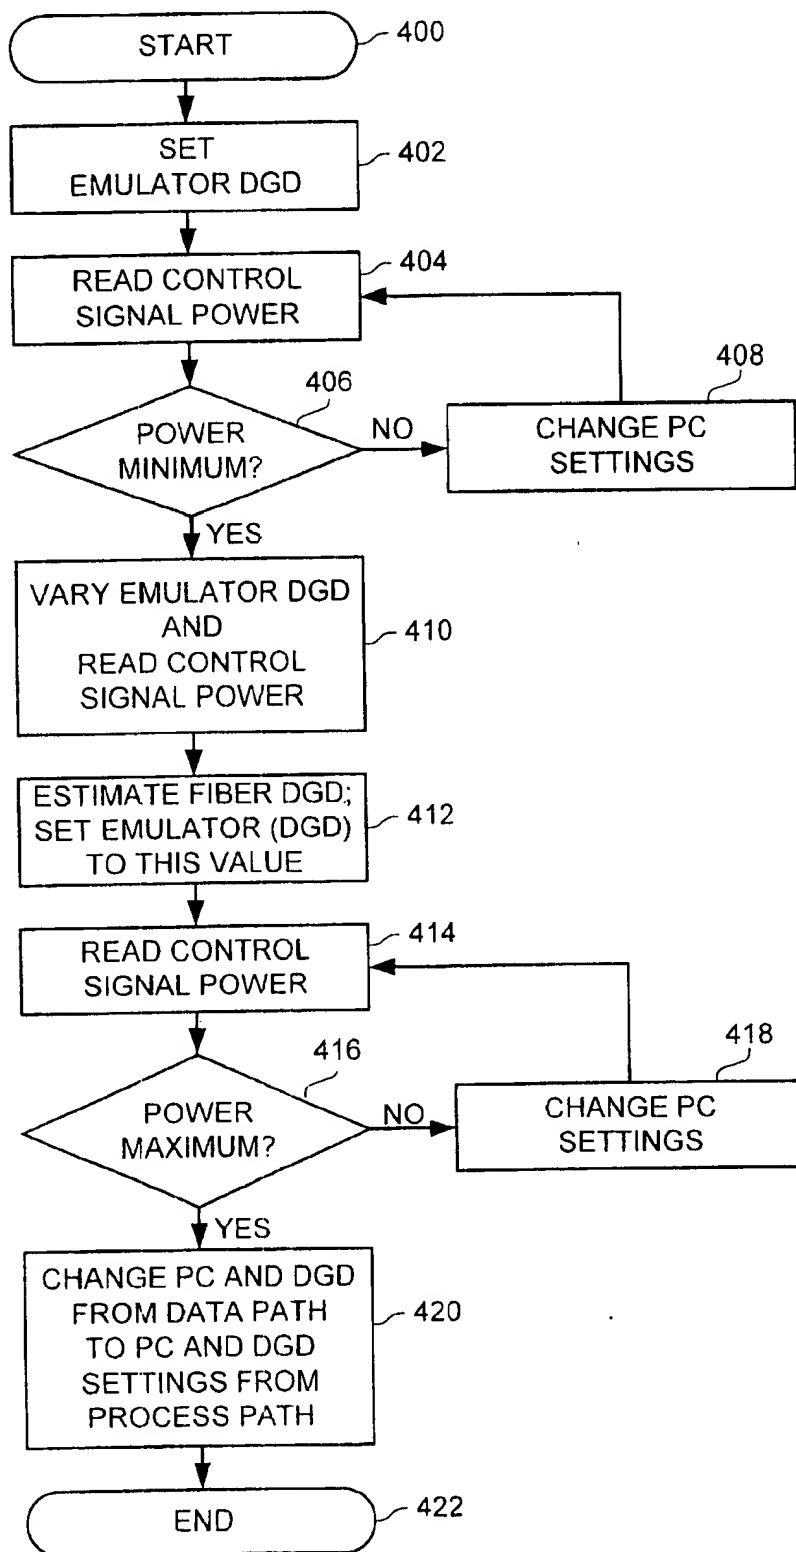 START
400
SET
EMULATOR DGD
402
READ CONTROL
SIGNAL POWER
404
406
POWER
MINIMUM?
NO
408
CHANGE PC
SETTINGS
YES
VARY EMULATOR DGD
AND
READ CONTROL
SIGNAL POWER
410
ESTIMATE FIBER DGD;
SET EMULATOR (DGD)
TO THIS VALUE
412
READ CONTROL
SIGNAL POWER
414
416
POWER
MAXIMUM?
NO
418
CHANGE PC
SETTINGS
YES
CHANGE PC AND DGD
FROM DATA PATH
TO PC AND DGD
SETTINGS FROM
PROCESS PATH
420
END
422